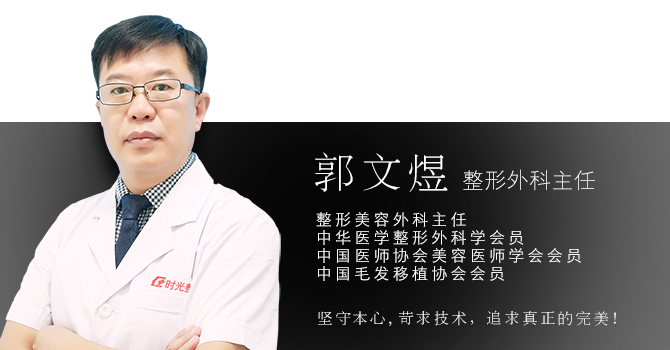 郭文煜 整形外科主任
整形美容外科主任
中华医学整形外科学会员
中国医师协会美容医师学会会员
中国毛发移植协会会员
时光
坚守本心,苛求技术，追求真正的完美!